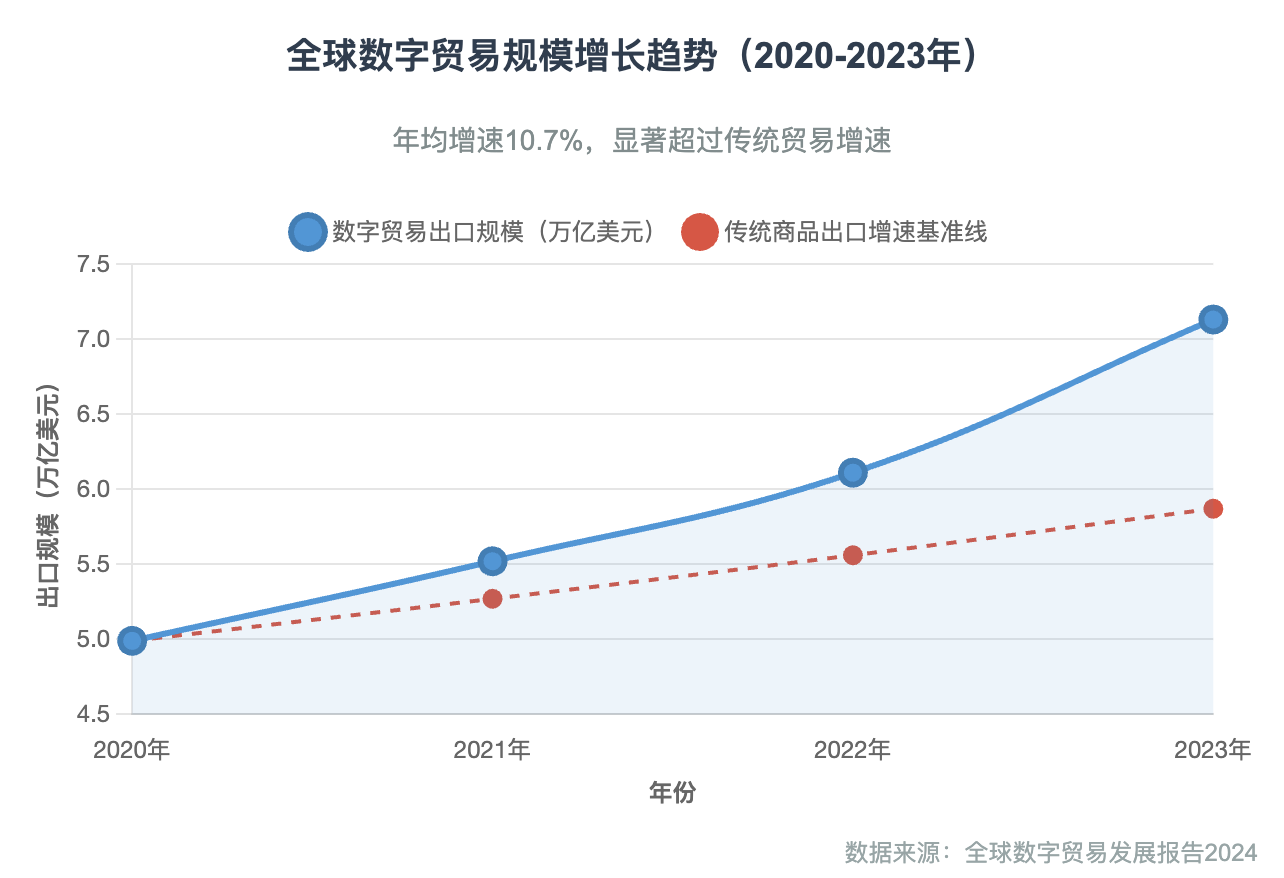 全球数字贸易规模增长趋势（2020-2023年）
年均增速10.7%，显著超过传统贸易增速
数字贸易出口规模（万亿美元） 传统商品出口增速基准线
7.5
7.0
6.5
6.0
5.5
5.0
4.5
出口规模（万亿美元）
2020年 2021年 2022年 2023年
年份
数据来源：全球数字贸易发展报告2024